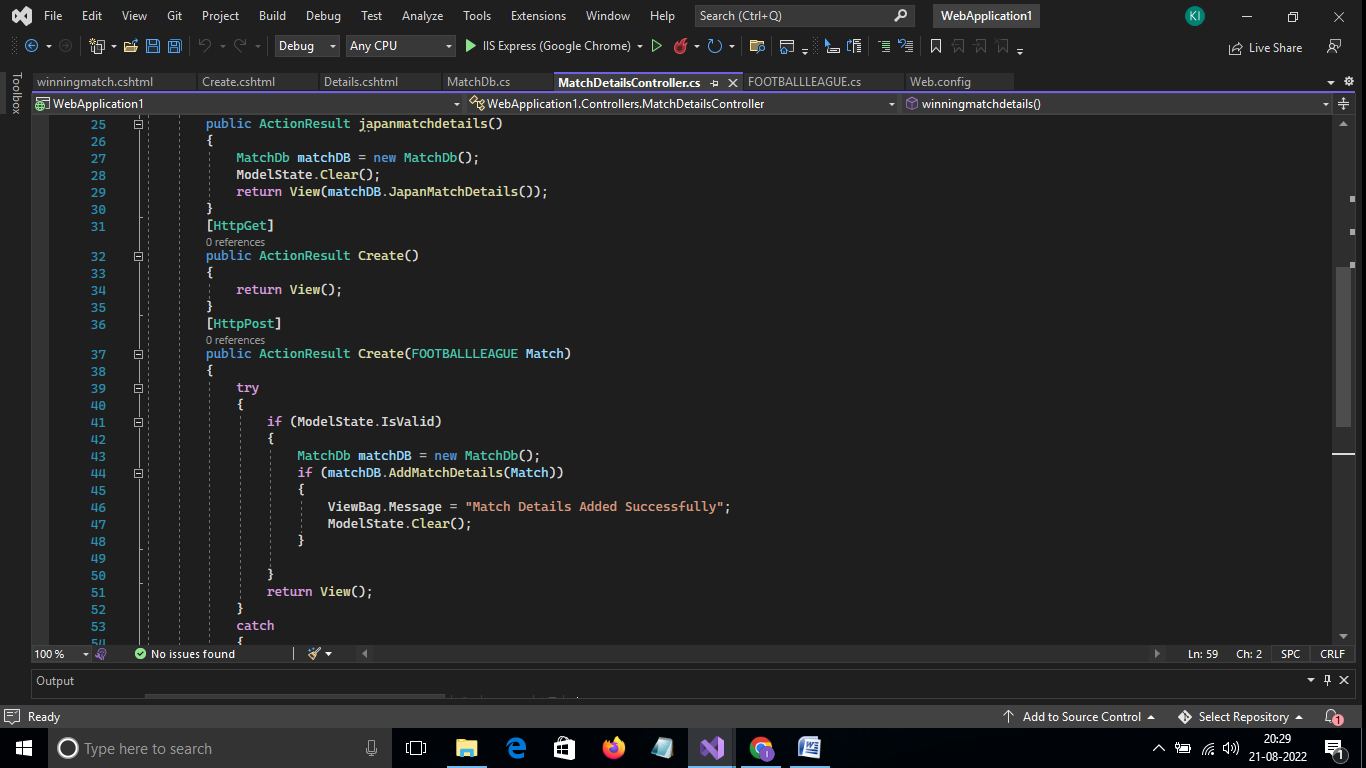 File Edit View Git Project Build Debug Test Analyze Tools Extensions Window Help Search (Ctrl+Q) WebApplication1 KI
Debug Any CPU IIS Express (Google Chrome) Live Share
Toolbox
winningmatch.cshtml Create.cshtml Details.cshtml MatchDb.cs MatchDetailsController.cs FOOTBALLLEAGUE.cs Web.config
WebApplication1 WebApplication1.Controllers.MatchDetailsController winningmatchdetails()
25 public ActionResult japanmatchdetails()
26 {
27 MatchDb matchDB = new MatchDb();
28 ModelState.Clear();
29 return View(matchDB.JapanMatchDetails());
30 }
31 [HttpGet]
0 references
32 public ActionResult Create()
33 {
34 return View();
35 }
36 [HttpPost]
0 references
37 public ActionResult Create(FOOTBALLLEAGUE Match)
38 {
39 try
40 {
41 if (ModelState.IsValid)
42 {
43 MatchDb matchDB = new MatchDb();
44 if (matchDB.AddMatchDetails(Match))
45 {
46 ViewBag.Message = "Match Details Added Successfully";
47 ModelState.Clear();
48 }
49
50 }
51 return View();
52 }
53 catch
54 {
100 % No issues found Ln: 59 Ch: 2 SPC CRLF
Output
Ready Add to Source Control Select Repository 1
Type here to search 20:29
21-08-2022 1